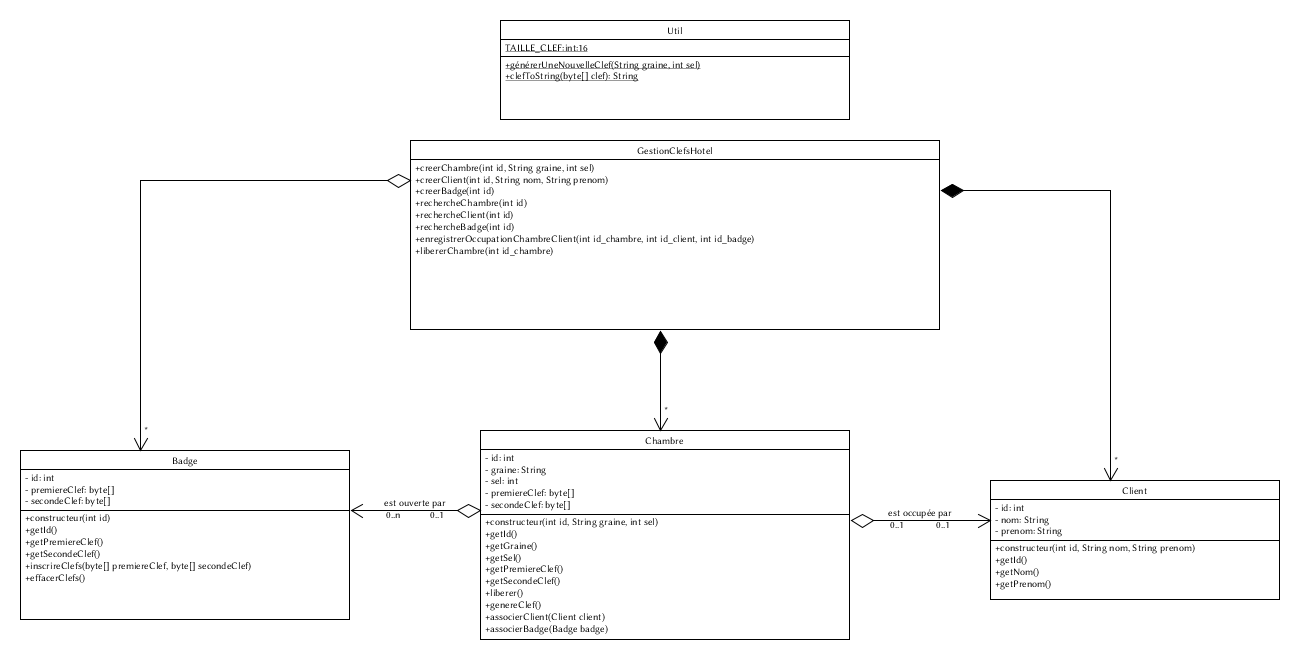 Util
TAILLE_CLEF:int:16
+générerUneNouvelleClef(String graine, int sel)
+clefToString(byte[] clef): String
GestionClefsHotel
+creerChambre(int id, String graine, int sel)
+creerClient(int id, String nom, String prenom)
+creerBadge(int id)
+rechercheChambre(int id)
+rechercheClient(int id)
+rechercheBadge(int id)
+enregistrerOccupationChambreClient(int id_chambre, int id_client, int id_badge)
+libererChambre(int id_chambre)
*
*
*
Badge
- id: int
- premiereClef: byte[]
- secondeClef: byte[]
+constructeur(int id)
+getId()
+getPremiereClef()
+getSecondeClef()
+inscrireClefs(byte[] premiereClef, byte[] secondeClef)
+effacerClefs()
est ouverte par
0..n 0..1
Chambre
- id: int
- graine: String
- sel: int
- premiereClef: byte[]
- secondeClef: byte[]
+constructeur(int id, String graine, int sel)
+getId()
+getGraine()
+getSel()
+getPremiereClef()
+getSecondeClef()
+liberer()
+genereClef()
+associerClient(Client client)
+associerBadge(Badge badge)
est occupée par
0..1 0..1
Client
- id: int
- nom: String
- prenom: String
+constructeur(int id, String nom, String prenom)
+getId()
+getNom()
+getPrenom()